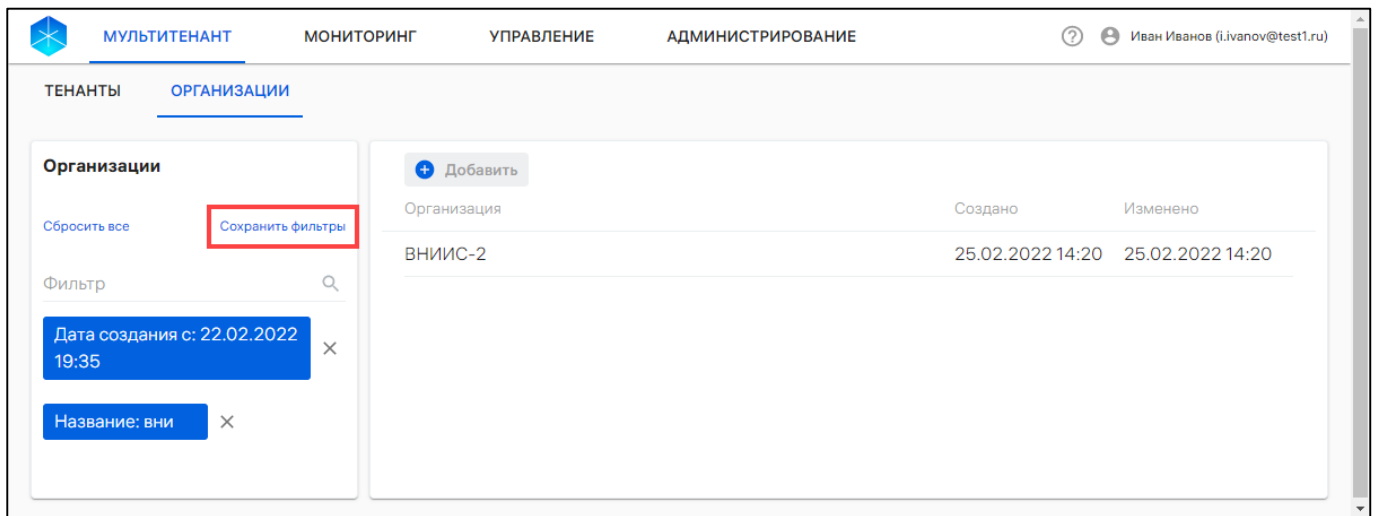 МУЛЬТИТЕНАНТ МОНИТОРИНГ УПРАВЛЕНИЕ АДМИНИСТРИРОВАНИЕ Иван Иванов (i.ivanov@test1.ru)
ТЕНАНТЫ ОРГАНИЗАЦИИ
Организации
Сбросить все Сохранить фильтры
Фильтр
Дата создания с: 22.02.2022
19:35
Название: вни
Добавить
Организация Создано Изменено
ВНИИС-2 25.02.2022 14:20 25.02.2022 14:20